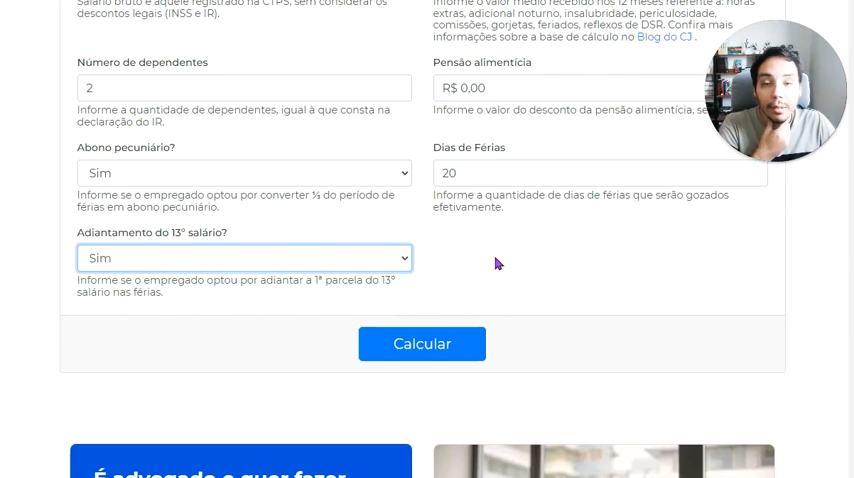 Salário bruto é aquele registrado na CTPS, sem considerar os
descontos legais (INSS e IR).
Informe o valor médio recebido nos 12 meses referente a: horas
extras, adicional noturno, insalubridade, periculosidade,
comissões, gorjetas, feriados, reflexos de DSR. Confira mais
informações sobre a base de cálculo no Blog do CJ .
Número de dependentes
2
Informe a quantidade de dependentes, igual à que consta na
declaração do IR.
Pensão alimentícia
R$ 0,00
Informe o valor do desconto da pensão alimentícia,
Abono pecuniário?
Sim
Informe se o empregado optou por converter ⅓ do período de
férias em abono pecuniário.
Dias de Férias
20
Informe a quantidade de dias de férias que serão gozados
efetivamente.
Adiantamento do 13º salário?
Sim
Informe se o empregado optou por adiantar a 1ª parcela do 13º
salário nas férias.
Calcular
É advogado e quer fazer